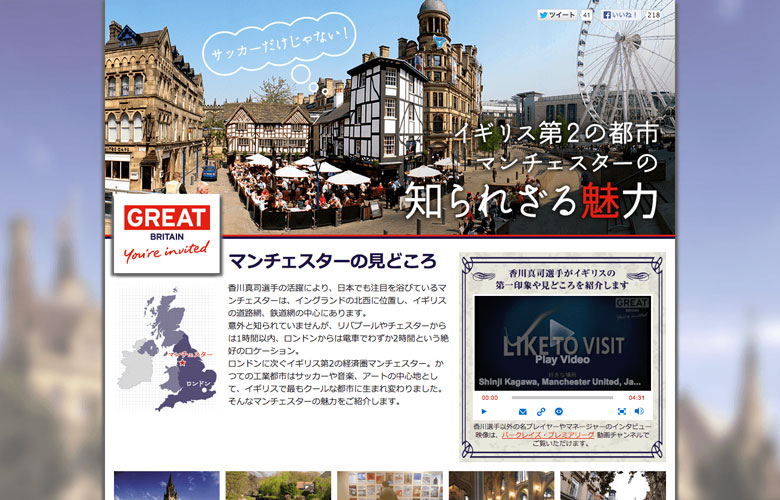 ツイート 41 いいね! 218
サッカーだけじゃない!
イギリス第2の都市
マンチェスターの
知られざる魅力
GREAT
BRITAIN
You're invited
マンチェスターの見どころ
香川真司選手の活躍により、日本でも注目を浴びているマ
ンチェスターは、イングランドの北西に位置し、イギリス
の道路網、鉄道網の中心にあります。
意外と知られていませんが、リバプールやチェスターから
は1時間以内、ロンドンからは電車でわずか2時間という絶
好のロケーション。
ロンドンに次ぐイギリス第2の経済圏マンチェスター。か
つての工業都市はサッカーや音楽、アートの中心地とし
て、イギリスで最もクールな都市に生まれ変わりました。
そんなマンチェスターの魅力をご紹介します。
マンチェスター
ロンドン
香川真司選手がイギリスの
第一印象や見どころを紹介します
GREAT
You're invited
LIKE TO VISIT
Play Video
好きな場所
Shinji Kagawa, Manchester United, Ja...
00:00 04:31
香川選手以外の名プレイヤーやマネージャーのインタビュー
映像は、バークレイズ・プレミアリーグ 動画チャンネルで
ご覧いただけます。